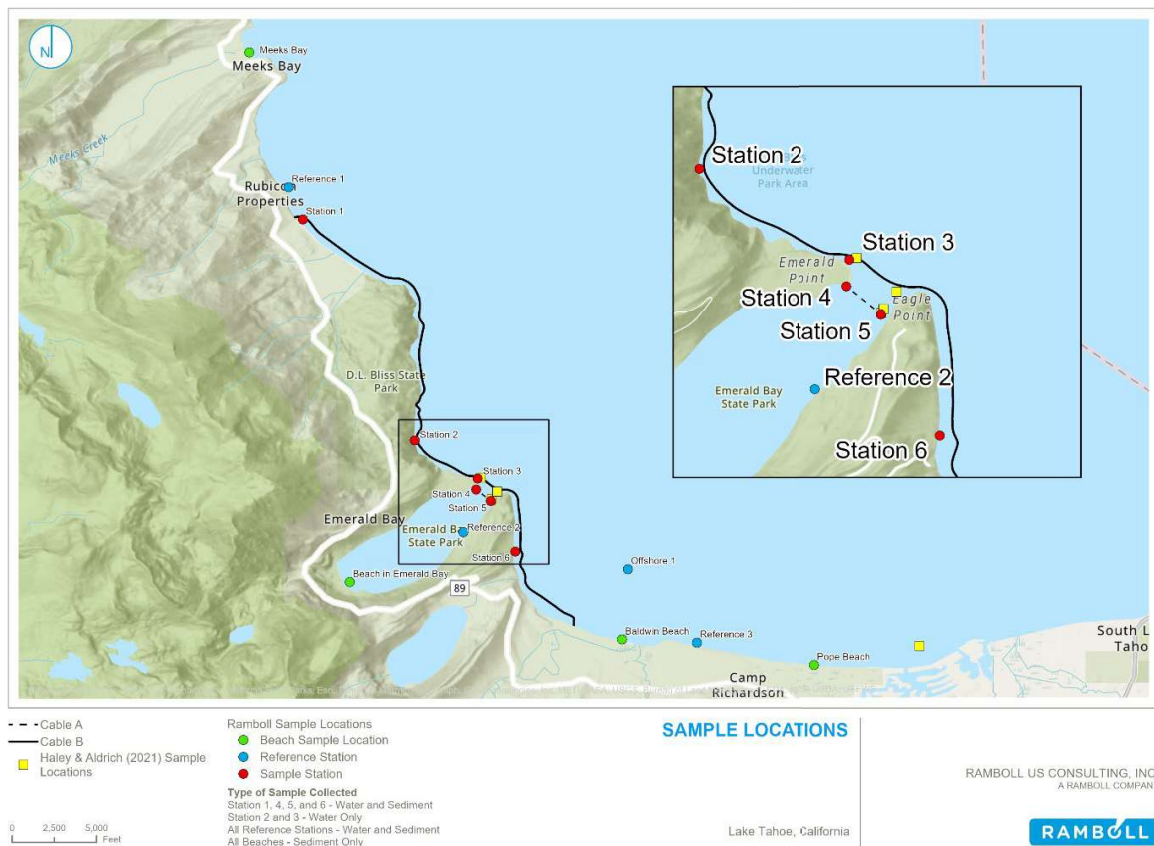 N
Meeks Bay
Meeks Bay
Meeks Creek
Reference 1
Rubicon
Properties
Station 1
D.L. Bliss State
Park
Station 2
Station 3
Station 4
Station 5
Emerald Bay
Emerald Ba
State Park
Reference 2
Station 6
Beach in Emerald Bay
89
Offshore 1
Baldwin Beach
Reference 3
Pope Beach
Camp
Richardson
South L
Taho
Station 2
Underwater
Park Area
Station 3
Emerald
Point
Station 4
Eagle
Point
Station 5
Reference 2
Emerald Bay
State Park
Station 6
Cable A
Cable B
Haley & Aldrich (2021) Sample
Locations
0 2,500 5,000
Feet
Ramboll Sample Locations
Beach Sample Location
Reference Station
Sample Station
Type of Sample Collected
Station 1, 4, 5, and 6 - Water and Sediment
Station 2 and 3 - Water Only
All Reference Stations - Water and Sediment
All Beaches - Sediment Only
SAMPLE LOCATIONS
Lake Tahoe, California
RAMBOLL US CONSULTING, INC
A RAMBOLL COMPANY
RAMBOLL